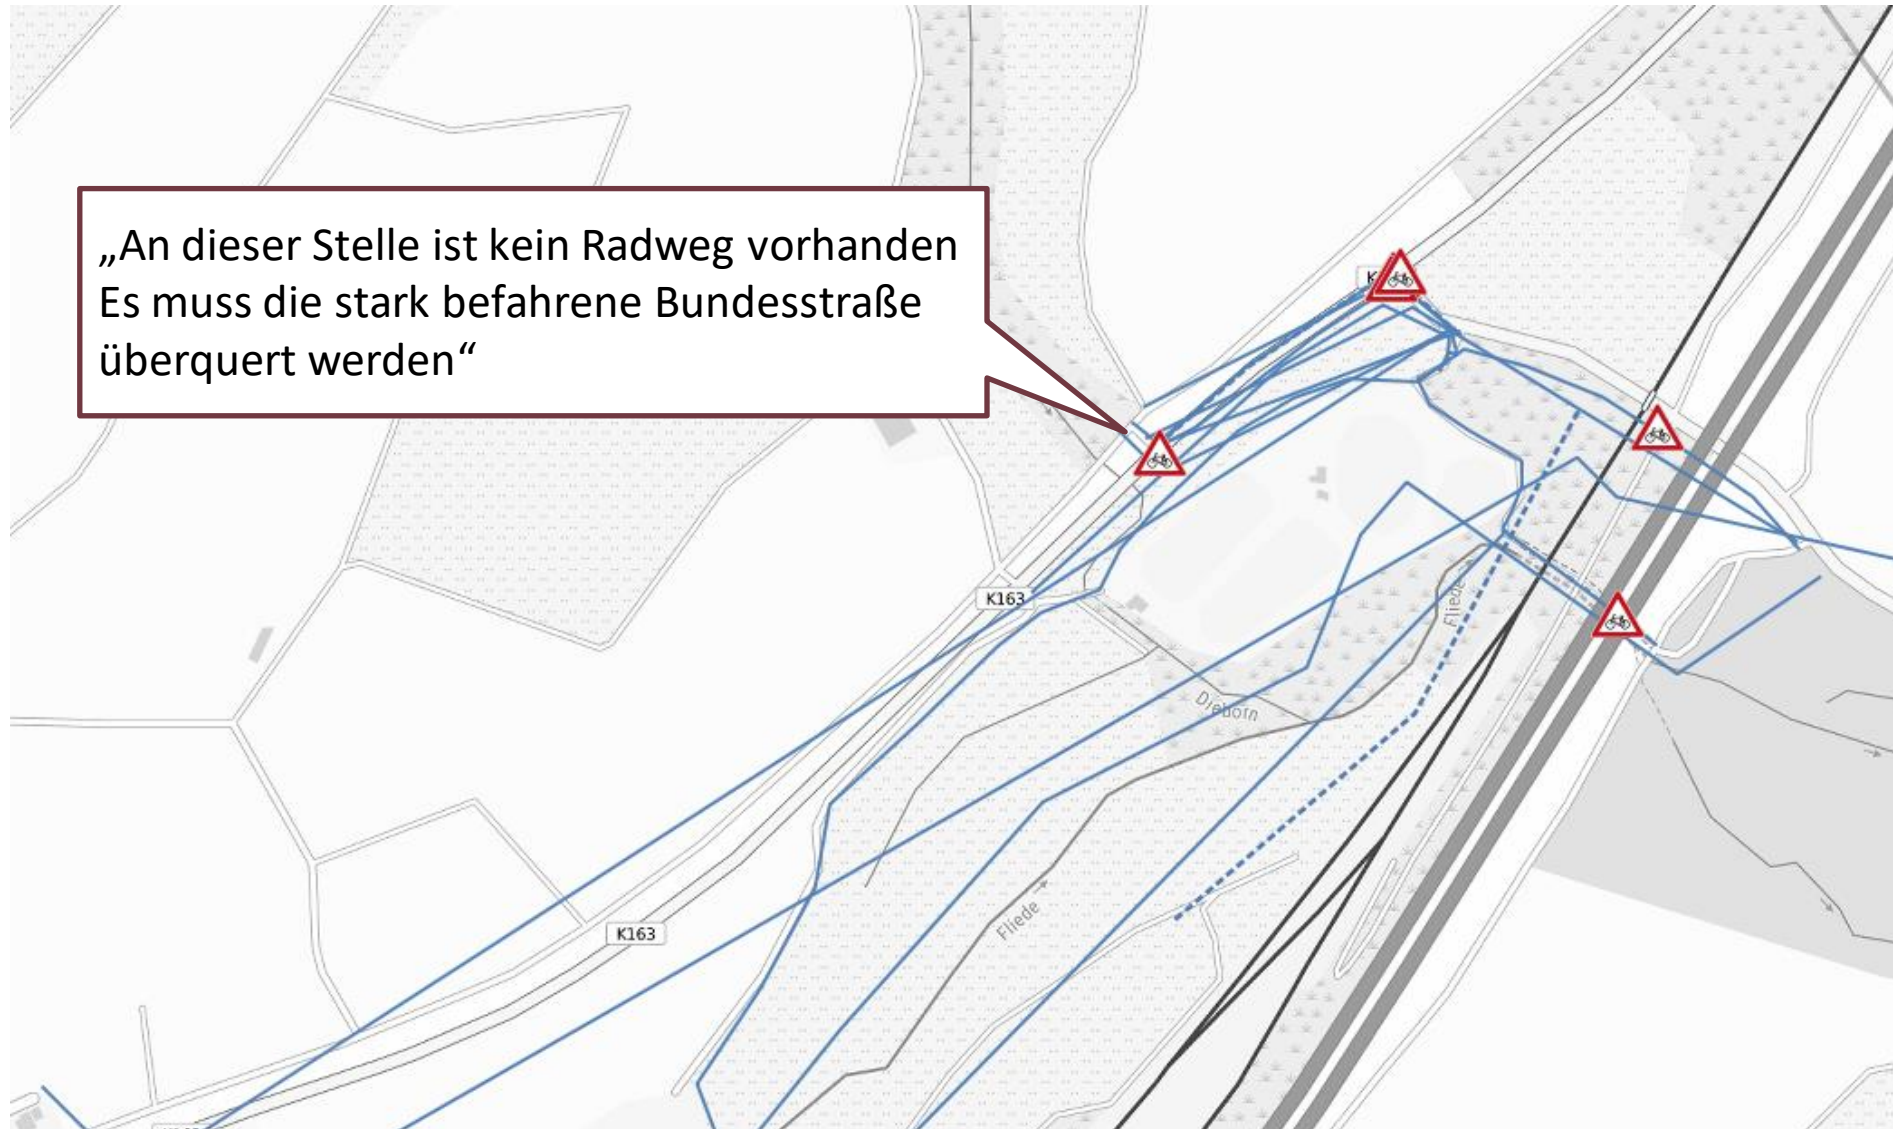 „An dieser Stelle ist kein Radweg vorhanden
Es muss die stark befahrene Bundesstraße
überquert werden“
K
K163
Fliede
Dieborn
Fliede
K163